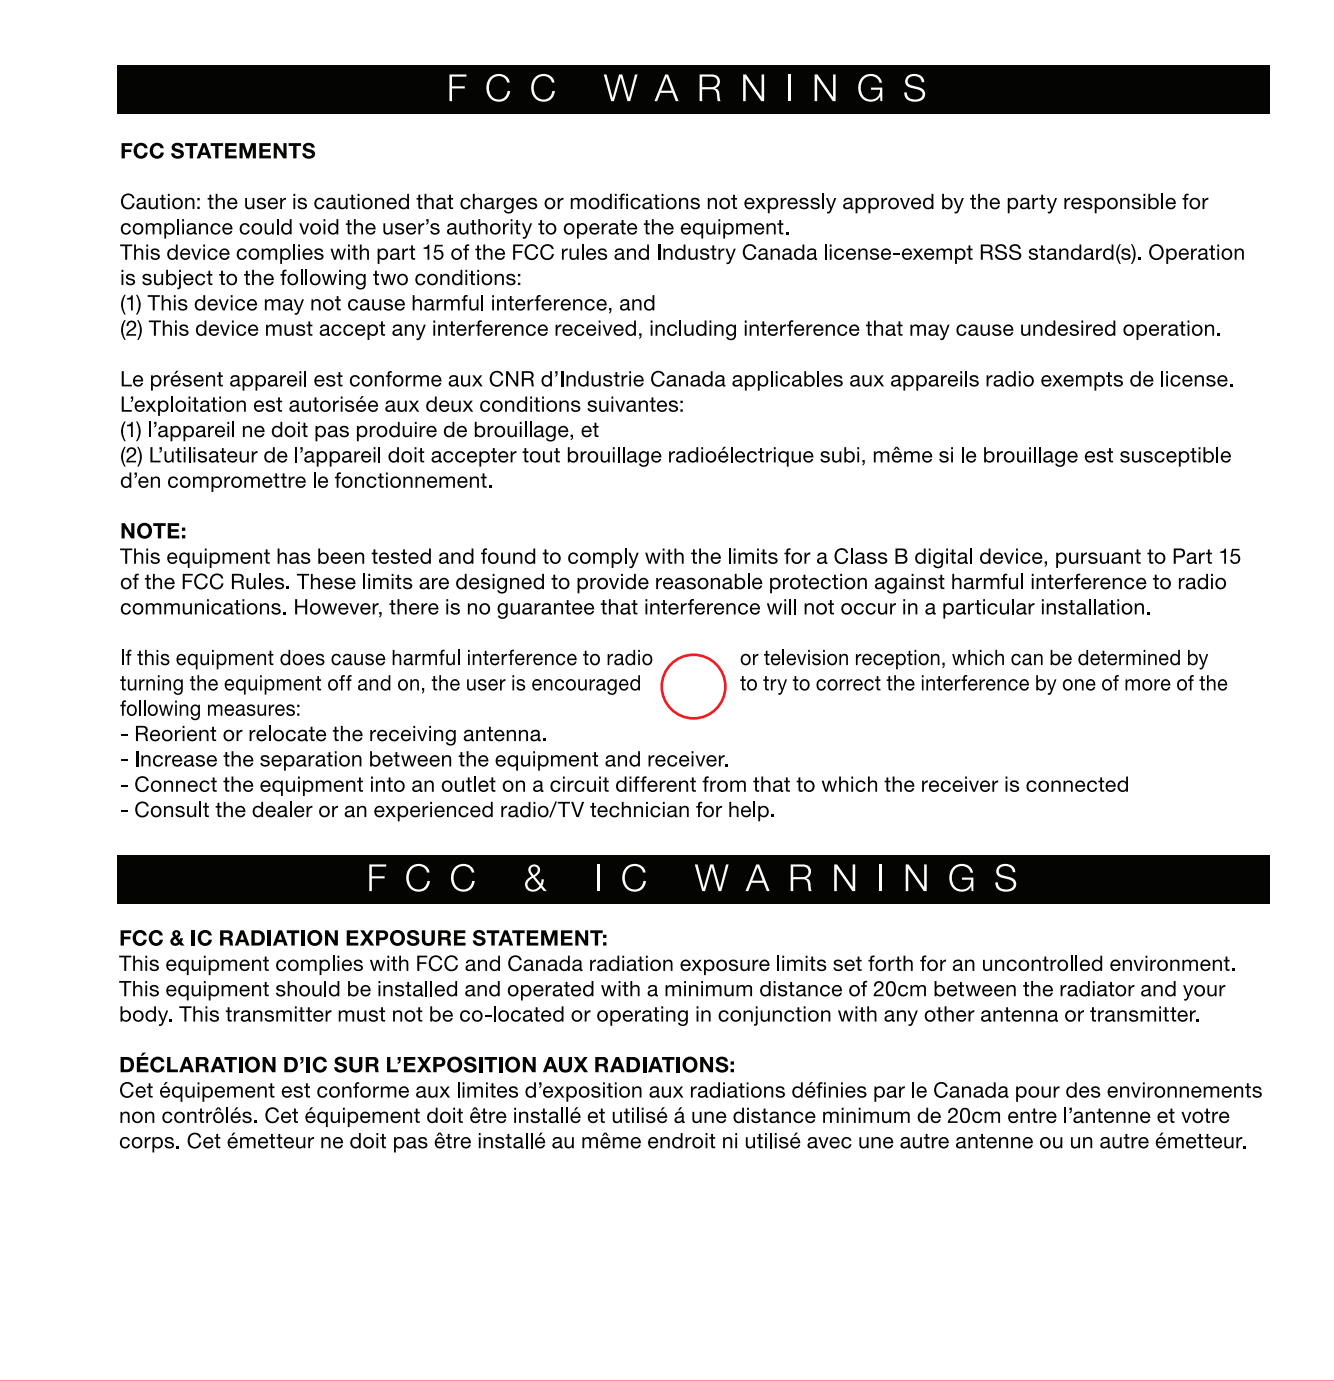 FCC WARNINGS
FCC STATEMENTS
Caution: the user is cautioned that charges or modifications not expressly approved by the party responsible for
compliance could void the user's authority to operate the equipment.
This device complies with part 15 of the FCC rules and Industry Canada license-exempt RSS standard(s). Operation
is subject to the following two conditions:
(1) This device may not cause harmful interference, and
(2) This device must accept any interference received, including interference that may cause undesired operation.
Le présent appareil est conforme aux CNR d'Industrie Canada applicables aux appareils radio exempts de license.
L'exploitation est autorisée aux deux conditions suivantes:
(1) l'appareil ne doit pas produire de brouillage, et
(2) L'utilisateur de l'appareil doit accepter tout brouillage radioélectrique subi, même si le brouillage est susceptible
d'en compromettre le fonctionnement.
NOTE:
This equipment has been tested and found to comply with the limits for a Class B digital device, pursuant to Part 15
of the FCC Rules. These limits are designed to provide reasonable protection against harmful interference to radio
communications. However, there is no guarantee that interference will not occur in a particular installation.
If this equipment does cause harmful interference to radio or television reception, which can be determined by
turning the equipment off and on, the user is encouraged to try to correct the interference by one of more of the
following measures:
- Reorient or relocate the receiving antenna.
- Increase the separation between the equipment and receiver.
- Connect the equipment into an outlet on a circuit different from that to which the receiver is connected
- Consult the dealer or an experienced radio/TV technician for help.
FCC & IC WARNINGS
FCC & IC RADIATION EXPOSURE STATEMENT:
This equipment complies with FCC and Canada radiation exposure limits set forth for an uncontrolled environment.
This equipment should be installed and operated with a minimum distance of 20cm between the radiator and your
body. This transmitter must not be co-located or operating in conjunction with any other antenna or transmitter.
DÉCLARATION D'IC SUR L'EXPOSITION AUX RADIATIONS:
Cet équipement est conforme aux limites d'exposition aux radiations définies par le Canada pour des environnements
non contrôlés. Cet équipement doit être installé et utilisé á une distance minimum de 20cm entre l'antenne et votre
corps. Cet émetteur ne doit pas être installé au même endroit ni utilisé avec une autre antenne ou un autre émetteur.